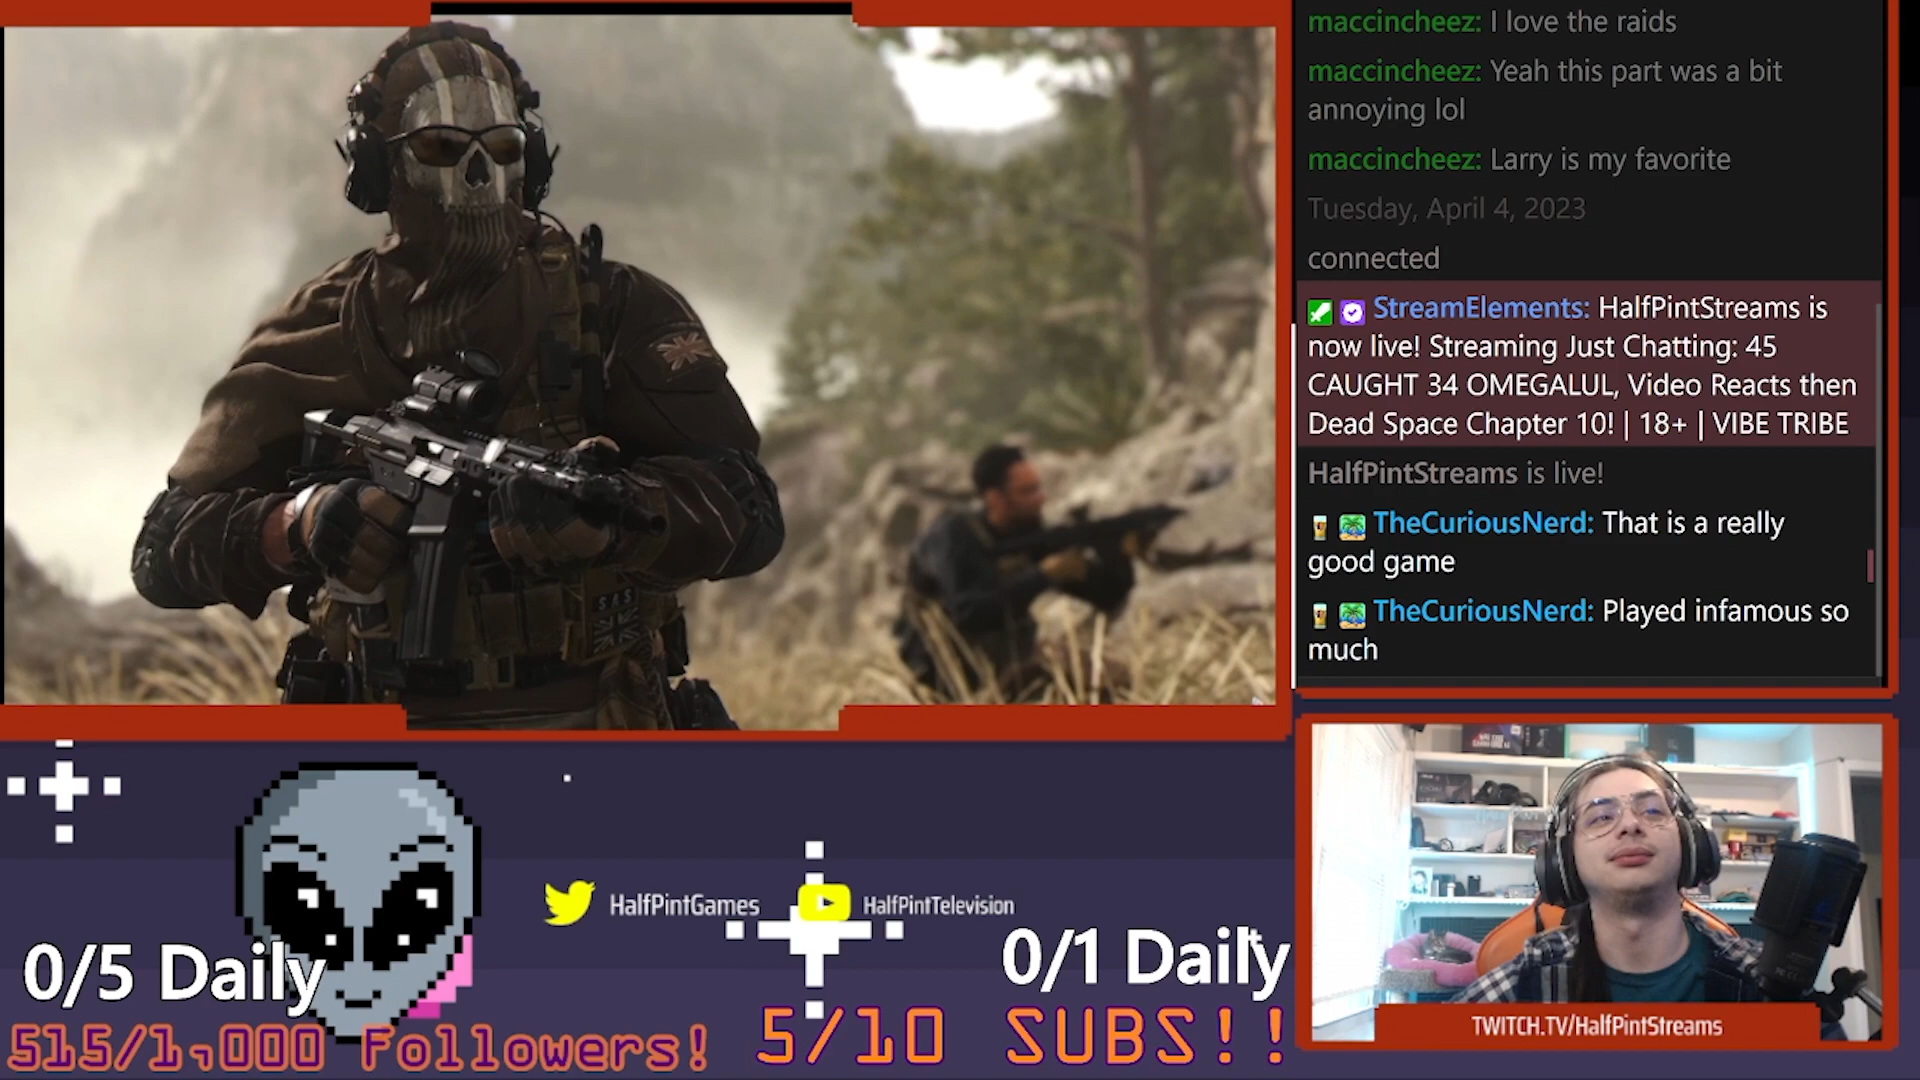 maccincheez: I love the raids
maccincheez: Yeah this part was a bit
annoying lol
maccincheez: Larry is my favorite
Tuesday, April 4, 2023
connected
StreamElements: HalfPintStreams is
now live! Streaming Just Chatting: 45
CAUGHT 34 OMEGALUL, Video Reacts then
Dead Space Chapter 10! | 18+ | VIBE TRIBE
HalfPintStreams is live!
TheCuriousNerd: That is a really
good game
TheCuriousNerd: Played infamous so
much
SAS
HalfPintGames
HalfPintTelevision
0/5 Daily
0/1 Daily
515/1,000 Followers!
5/10 SUBS!!
TWITCH.TV/HalfPintStreams